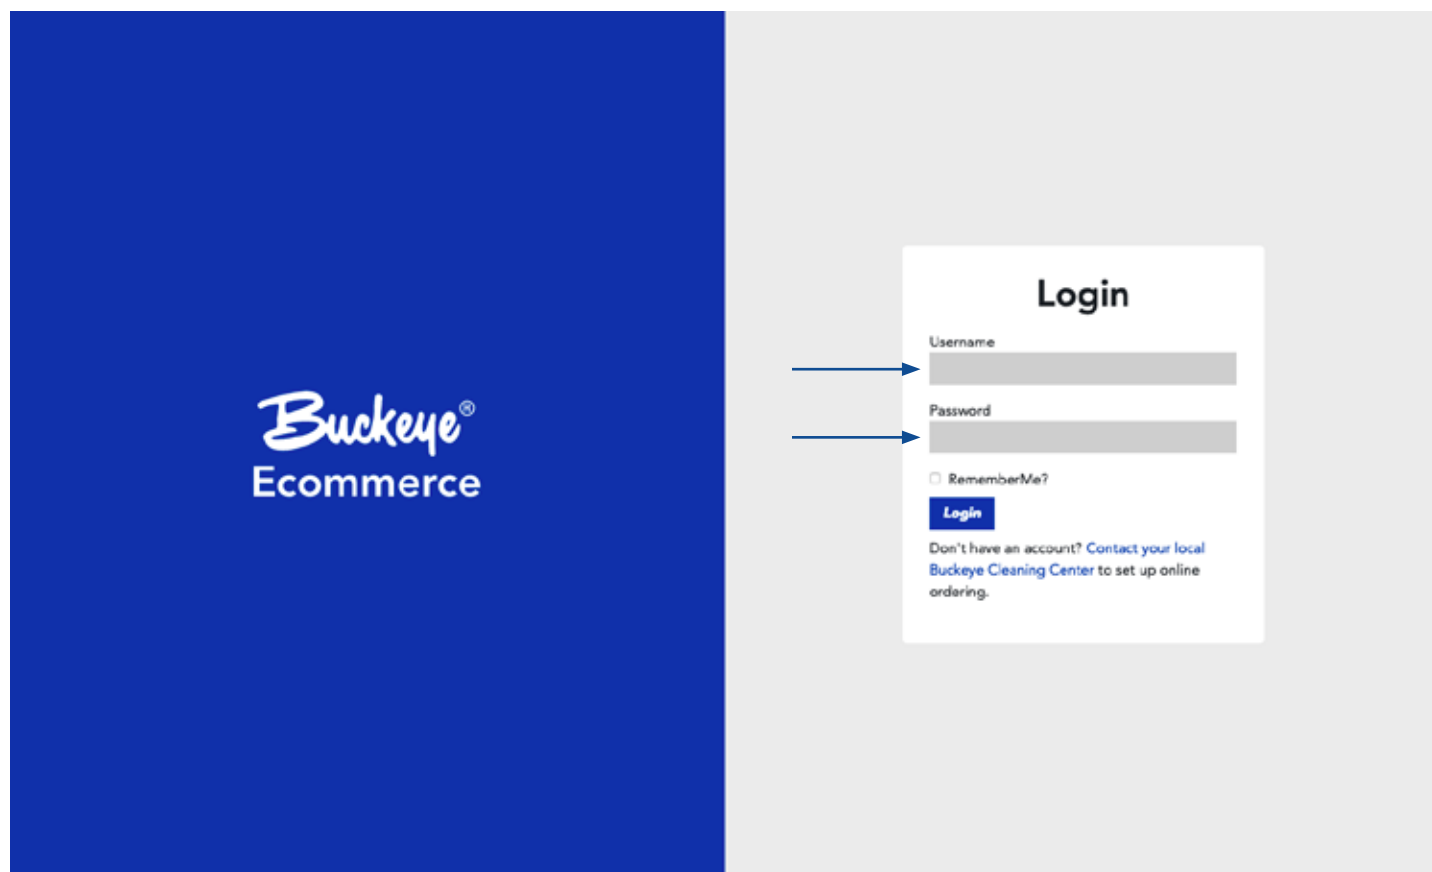 Buckeye®
Ecommerce
Login
Username
Password
RememberMe?
Login
Don't have an account? Contact your local
Buckeye Cleaning Center to set up online
ordering.